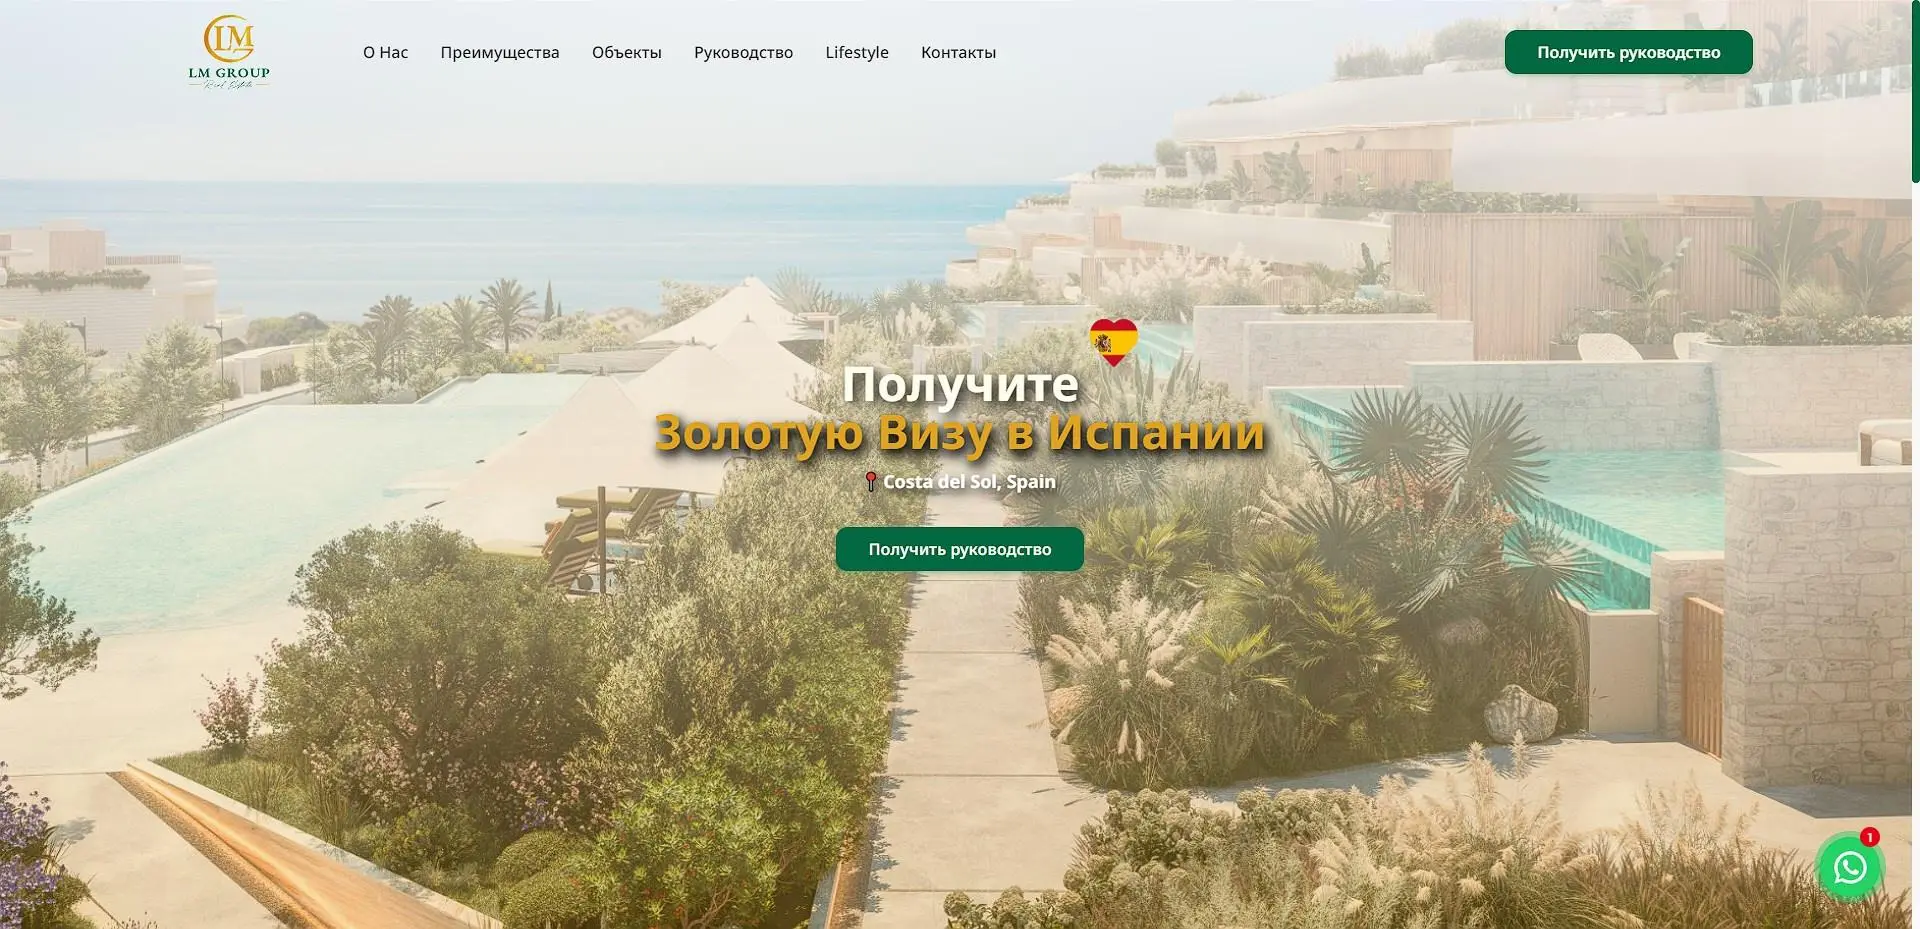 LM
LM GROUP
Real Estate
О Нас
Преимущества
Объекты
Руководство
Lifestyle
Контакты
Получить руководство
Получите
Золотую Визу в Испании
Costa del Sol, Spain
Получить руководство
1